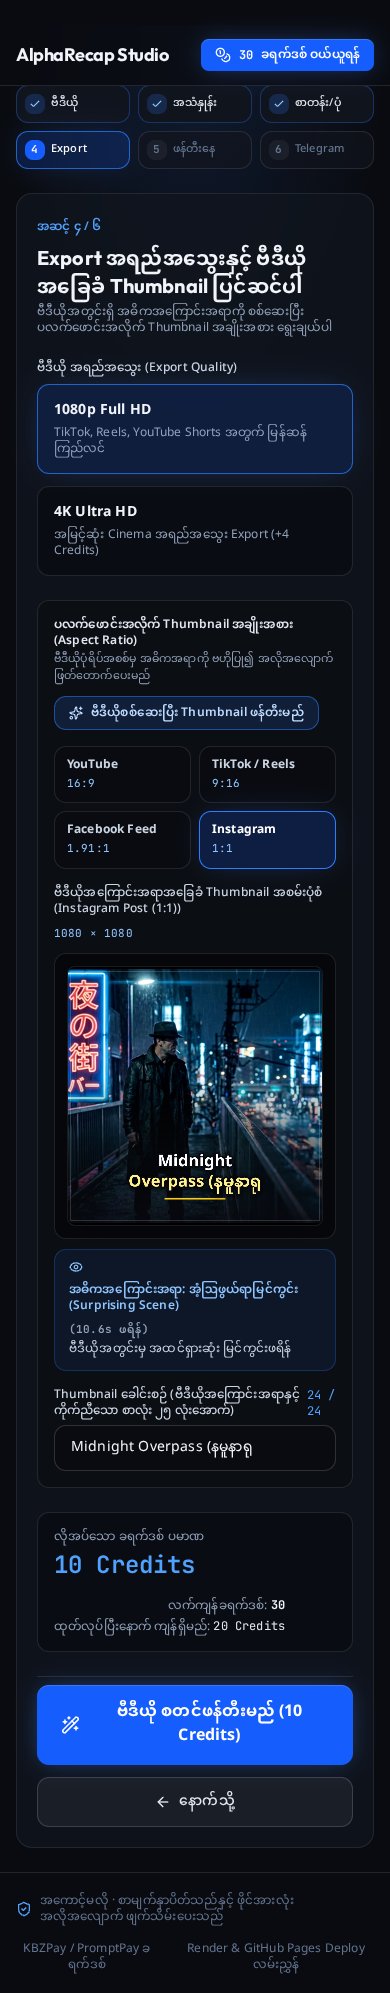 AlphaRecap Studio
30 ခရက်ဒစ် ဝယ်ယူရန်
ဗီဒီယို
အသံနှုန်း
စာတန်း/ပုံ
4 Export
5 ဖန်တီးနေ
6 Telegram
အဆင့် ၄ / ၆
Export အရည်အသွေးနှင့် ဗီဒီယို
အခြေခံ Thumbnail ပြင်ဆင်ပါ
ဗီဒီယိုအတွင်းရှိ အဓိကအကြောင်းအရာကို စစ်ဆေးပြီး
ပလက်ဖောင်းအလိုက် Thumbnail အချိုးအစား ရွေးချယ်ပါ
ဗီဒီယို အရည်အသွေး (Export Quality)
1080p Full HD
TikTok, Reels, YouTube Shorts အတွက် မြန်ဆန်
ကြည်လင်
4K Ultra HD
အမြင့်ဆုံး Cinema အရည်အသွေး Export (+4
Credits)
ပလက်ဖောင်းအလိုက် Thumbnail အချိုးအစား
(Aspect Ratio)
ဗီဒီယိုပုံရိပ်အစစ်မှ အဓိကအရာကို ဗဟိုပြု၍ အလိုအလျောက်
ဖြတ်တောက်ပေးမည်
ဗီဒီယိုစစ်ဆေးပြီး Thumbnail ဖန်တီးမည်
YouTube
16:9
TikTok / Reels
9:16
Facebook Feed
1.91:1
Instagram
1:1
ဗီဒီယိုအကြောင်းအရာအခြေခံ Thumbnail အစမ်းပုံစံ
(Instagram Post (1:1))
1080 × 1080
夜の街
バー
Midnight
Overpass (နမူနာရု
အဓိကအကြောင်းအရာ: အံ့ဩဖွယ်ရာမြင်ကွင်း
(Surprising Scene)
(10.6s ဖရိန်)
ဗီဒီယိုအတွင်းမှ အထင်ရှားဆုံး မြင်ကွင်းဖရိန်
Thumbnail ခေါင်းစဉ် (ဗီဒီယိုအကြောင်းအရာနှင့်
ကိုက်ညီသော စာလုံး ၂၅ လုံးအောက်)
24 /
24
Midnight Overpass (နမူနာရု
လိုအပ်သော ခရက်ဒစ် ပမာဏ
10 Credits
လက်ကျန်ခရက်ဒစ်: 30
ထုတ်လုပ်ပြီးနောက် ကျန်ရှိမည်: 20 Credits
ဗီဒီယို စတင်ဖန်တီးမည် (10
Credits)
နောက်သို့
အကောင့်မလို · စာမျက်နှာပိတ်သည်နှင့် ဖိုင်အားလုံး
အလိုအလျောက် ဖျက်သိမ်းပေးသည်
KBZPay / PromptPay ခ
ရက်ဒစ်
Render & GitHub Pages Deploy
လမ်းညွှန်